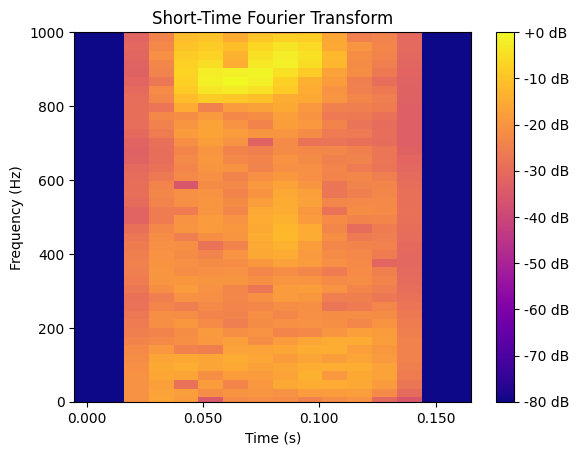 Short-Time Fourier Transform
1000
800
600
400
200
0
Frequency (Hz)
0.000
0.050
0.100
0.150
Time (s)
+0 dB
-10 dB
-20 dB
-30 dB
-40 dB
-50 dB
-60 dB
-70 dB
-80 dB